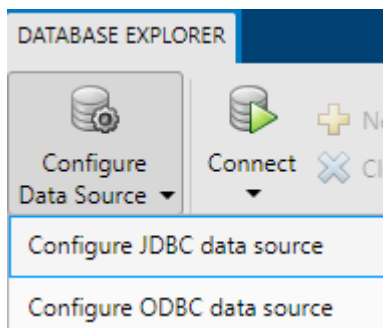 DATABASE EXPLORER
Configure
Data Source
Connect
Configure JDBC data source
Configure ODBC data source